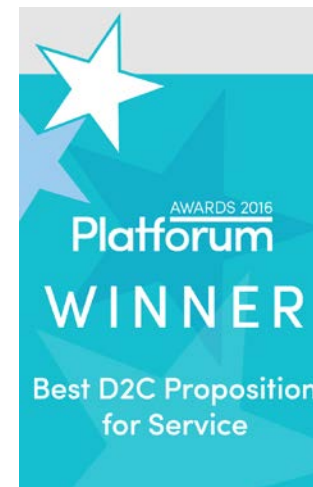 AWARDS 2016
Platforum
WINNER
Best D2C Proposition
for Service